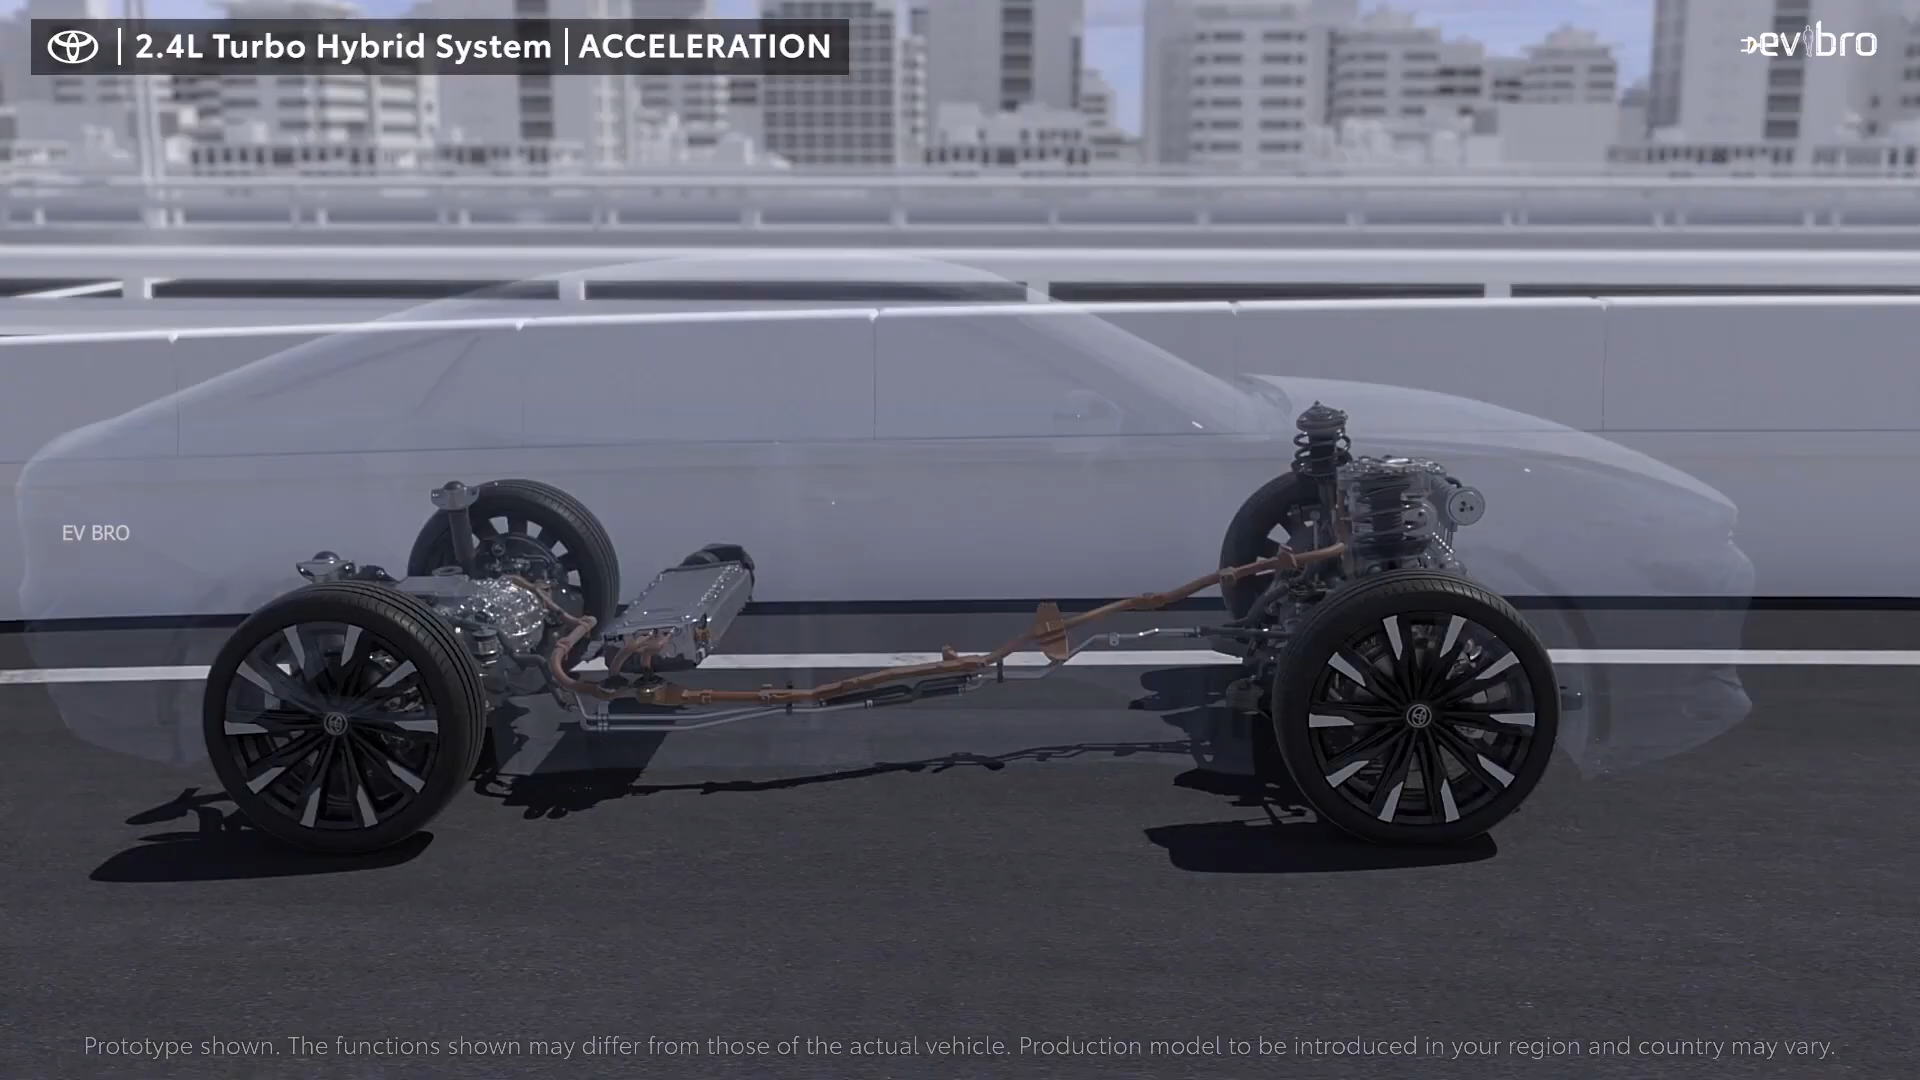 | 2.4L Turbo Hybrid System | ACCELERATION
evbro
EV BRO
Prototype shown. The functions shown may differ from those of the actual vehicle. Production model to be introduced in your region and country may vary.